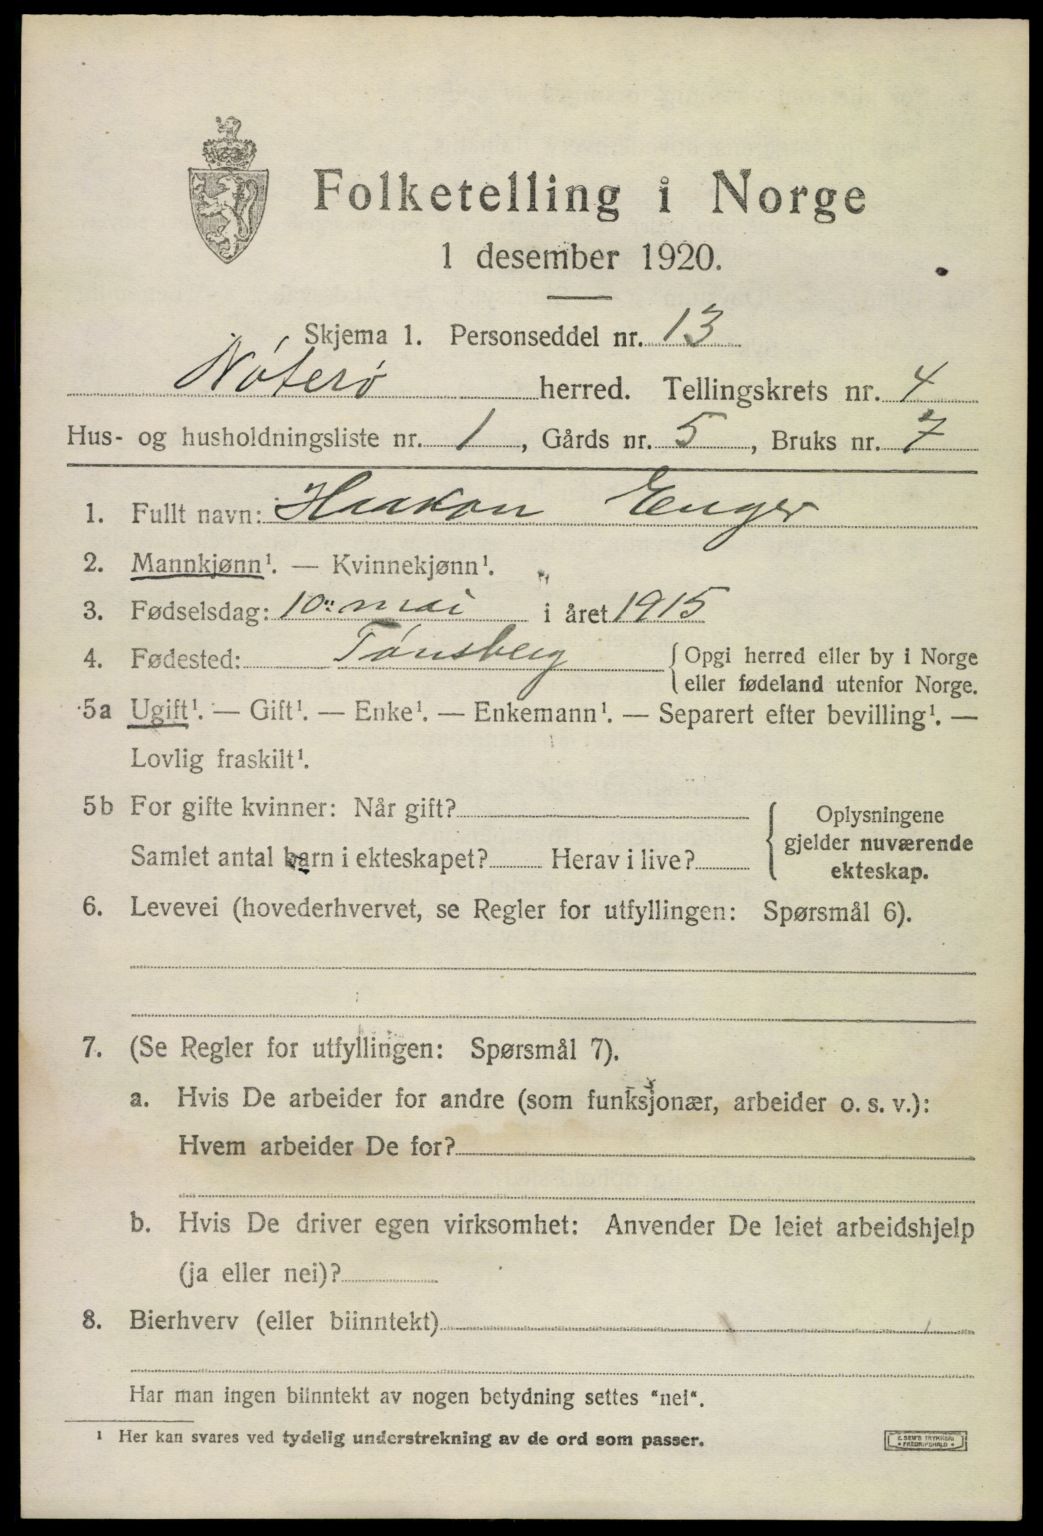 Folketelling i Norge
1 desember 1920.
Skjema 1. Personseddel nr. 13
Nøterø herred. Tellingskrets nr. 4
Hus- og husholdningsliste nr. 1, Gårds nr. 5, Bruks nr. 7
1. Fullt navn: Haakon Enger
2. Mannkjønn¹. — Kvinnekjønn¹.
3. Fødselsdag: 10. mai i året 1915
4. Fødested: Tønsberg {Opgi herred eller by i Norge
eller fødeland utenfor Norge.
5a Ugift¹. — Gift¹. — Enke¹. — Enkemann¹. — Separert efter bevilling¹. —
Lovlig fraskilt¹.
5b For gifte kvinner: Når gift?
Samlet antal barn i ekteskapet? Herav i live?
{Oplysningene
gjelder nuværende
ekteskap.
6. Levevei (hovederhvervet, se Regler for utfyllingen: Spørsmål 6).
7. (Se Regler for utfyllingen: Spørsmål 7).
a. Hvis De arbeider for andre (som funksjonær, arbeider o. s. v.):
Hvem arbeider De for?
b. Hvis De driver egen virksomhet: Anvender De leiet arbeidshjelp
(ja eller nei)?
8. Bierhverv (eller biinntekt)
Har man ingen biinntekt av nogen betydning settes "nei".
¹ Her kan svares ved tydelig understrekning av de ord som passer.
E. SEM'S TRYKKERI
FREDRIKSHALD